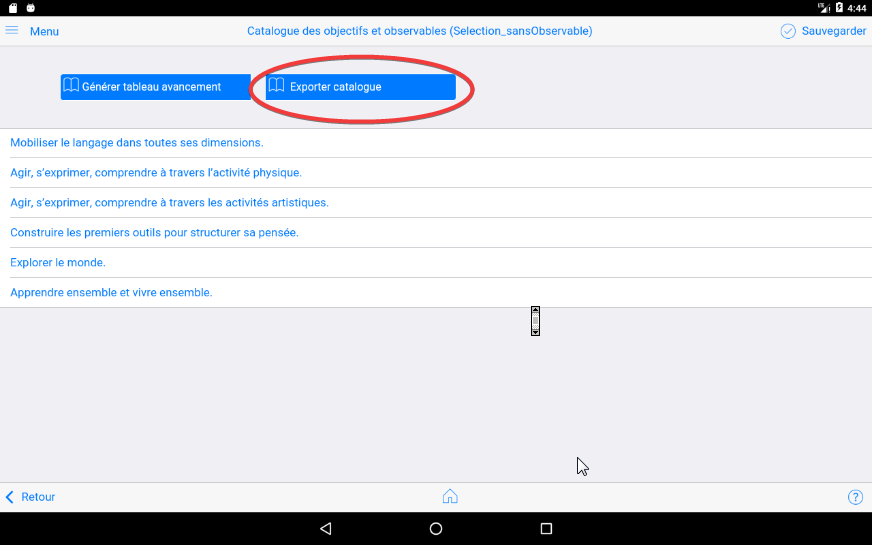 4:44
Menu
Catalogue des objectifs et observables (Selection_sansObservable)
Sauvegarder
Générer tableau avancement
Exporter catalogue
Mobiliser le langage dans toutes ses dimensions.
Agir, s’exprimer, comprendre à travers l’activité physique.
Agir, s’exprimer, comprendre à travers les activités artistiques.
Construire les premiers outils pour structurer sa pensée.
Explorer le monde.
Apprendre ensemble et vivre ensemble.
Retour
?